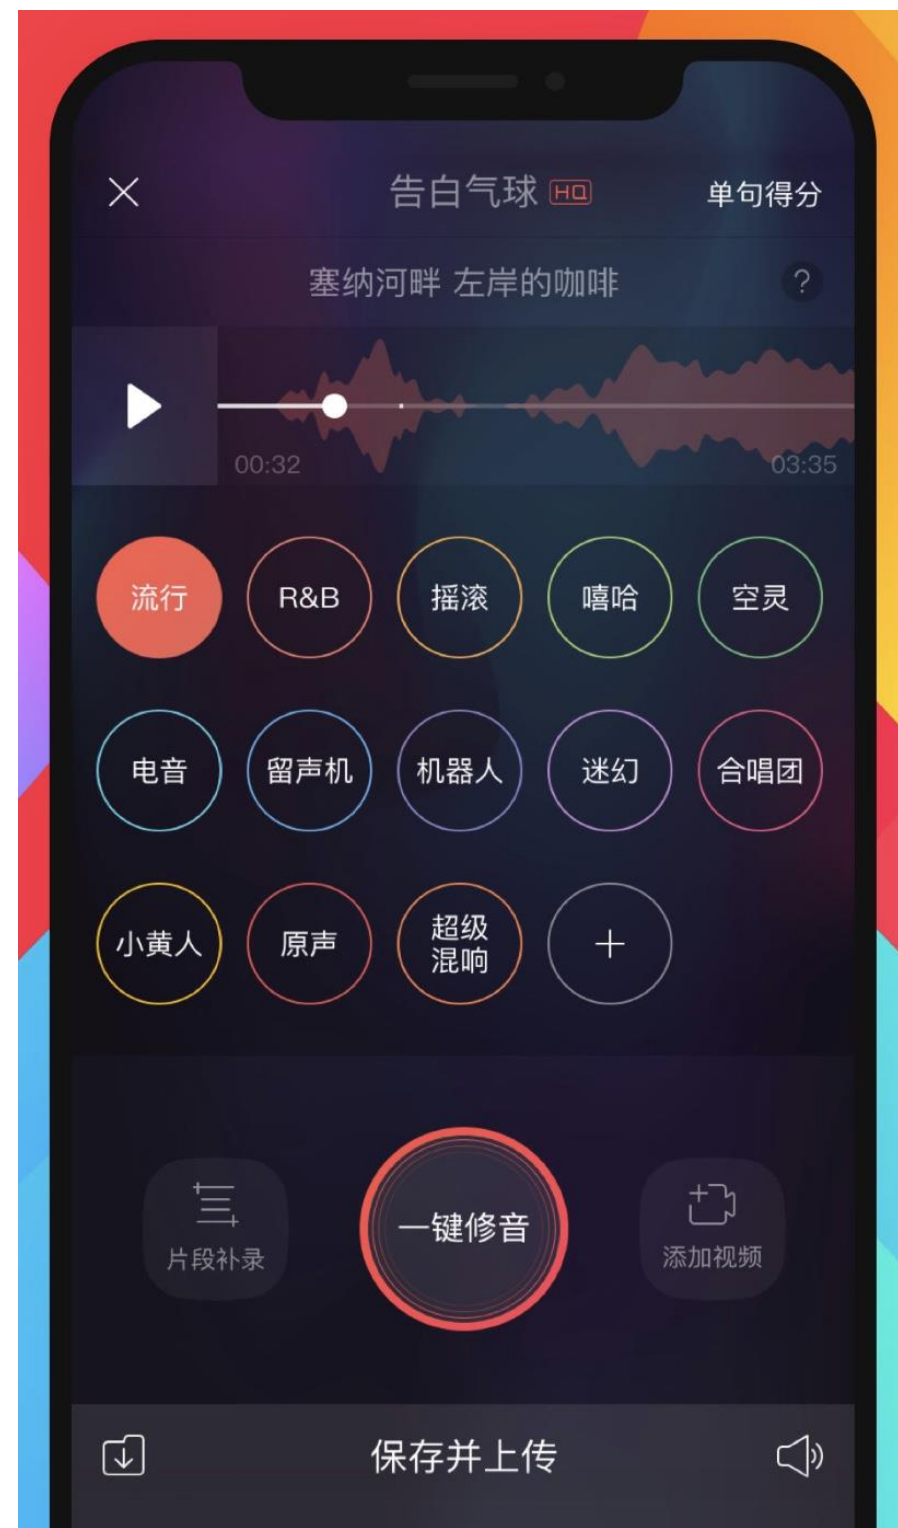 告白气球 HQ 单句得分
塞纳河畔 左岸的咖啡
?
00:32 03:35
流行 R&B 摇滚 嘻哈 空灵
电音 留声机 机器人 迷幻 合唱团
小黄人 原声 超级
混响 +
一键修音
片段补录 添加视频
保存并上传